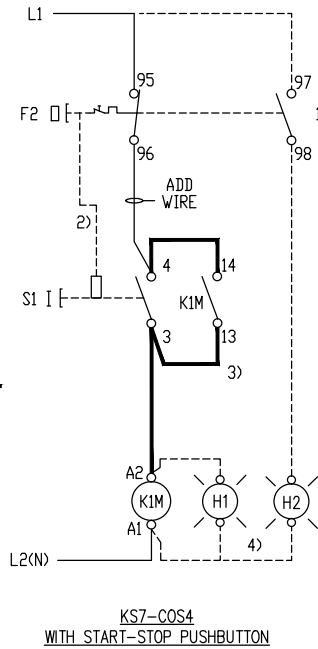 L1
95
97
F2
1
96
98
ADD
WIRE
2)
4
14
S1 I
K1M
3
13
3)
A2
K1M
H1
H2
A1
4)
L2(N)
KS7-COS4
WITH START-STOP PUSHBUTTON